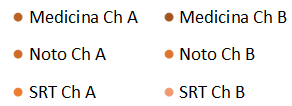 Medicina Ch A Medicina Ch B
Noto Ch A Noto Ch B
SRT Ch A SRT Ch B